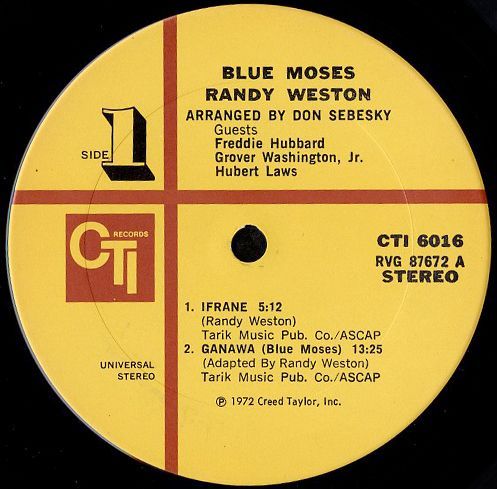 BLUE MOSES
RANDY WESTON
ARRANGED BY DON SEBESKY
Guests
Freddie Hubbard
Grover Washington, Jr.
Hubert Laws
SIDE 1
CTI RECORDS
CTI 6016
RVG 87672 A
STEREO
1. IFRANE 5:12
(Randy Weston)
Tarik Music Pub. Co./ASCAP
2. GANAWA (Blue Moses) 13:25
(Adapted By Randy Weston)
Tarik Music Pub. Co./ASCAP
UNIVERSAL
STEREO
℗ 1972 Creed Taylor, Inc.